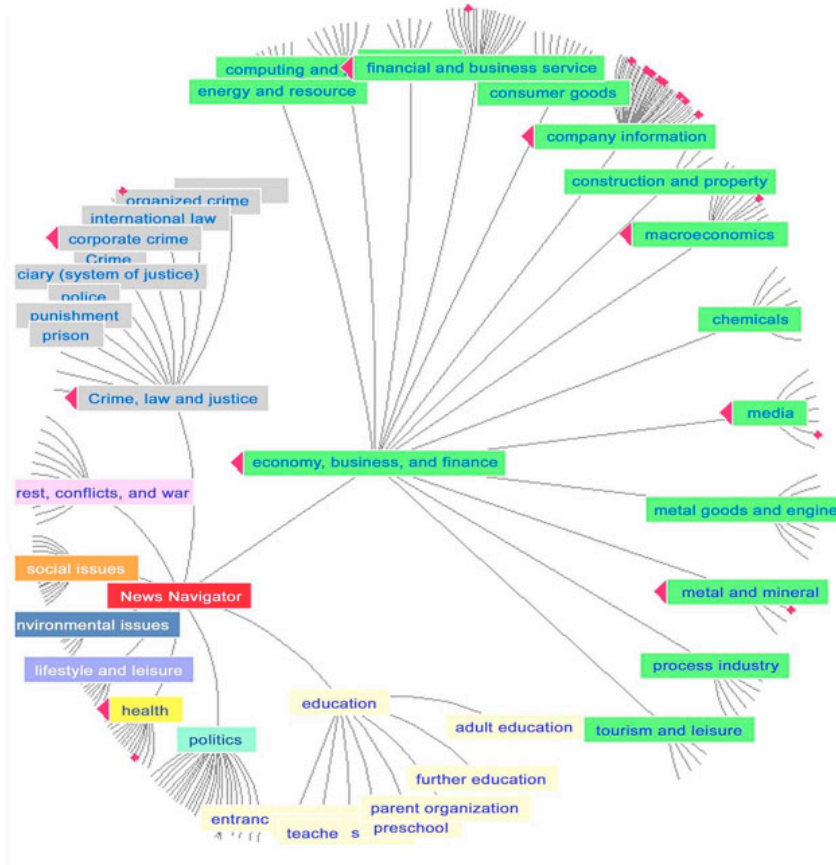 computing and
financial and business service
energy and resource
consumer goods
company information
construction and property
organized crime
international law
corporate crime
macroeconomics
Crime
ciary (system of justice)
police
punishment
prison
chemicals
Crime, law and justice
media
economy, business, and finance
rest, conflicts, and war
metal goods and engine
social issues
News Navigator
metal and mineral
nvironmental issues
lifestyle and leisure
process industry
health
education
adult education
tourism and leisure
politics
further education
parent organization
entranc
teache
s
preschool